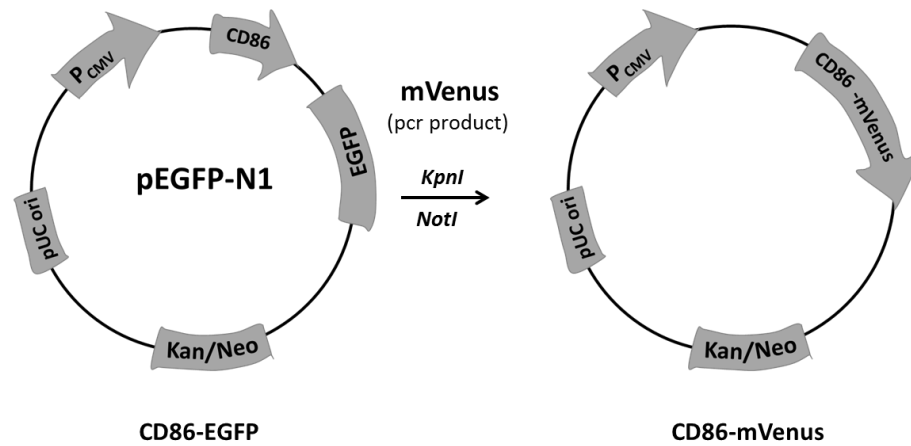 P CMV
CD86
EGFP
pEGFP-N1
pUC ori
Kan/Neo
CD86-EGFP
mVenus
(pcr product)
KpnI
NotI
P CMV
CD86 -mVenus
pUC ori
Kan/Neo
CD86-mVenus